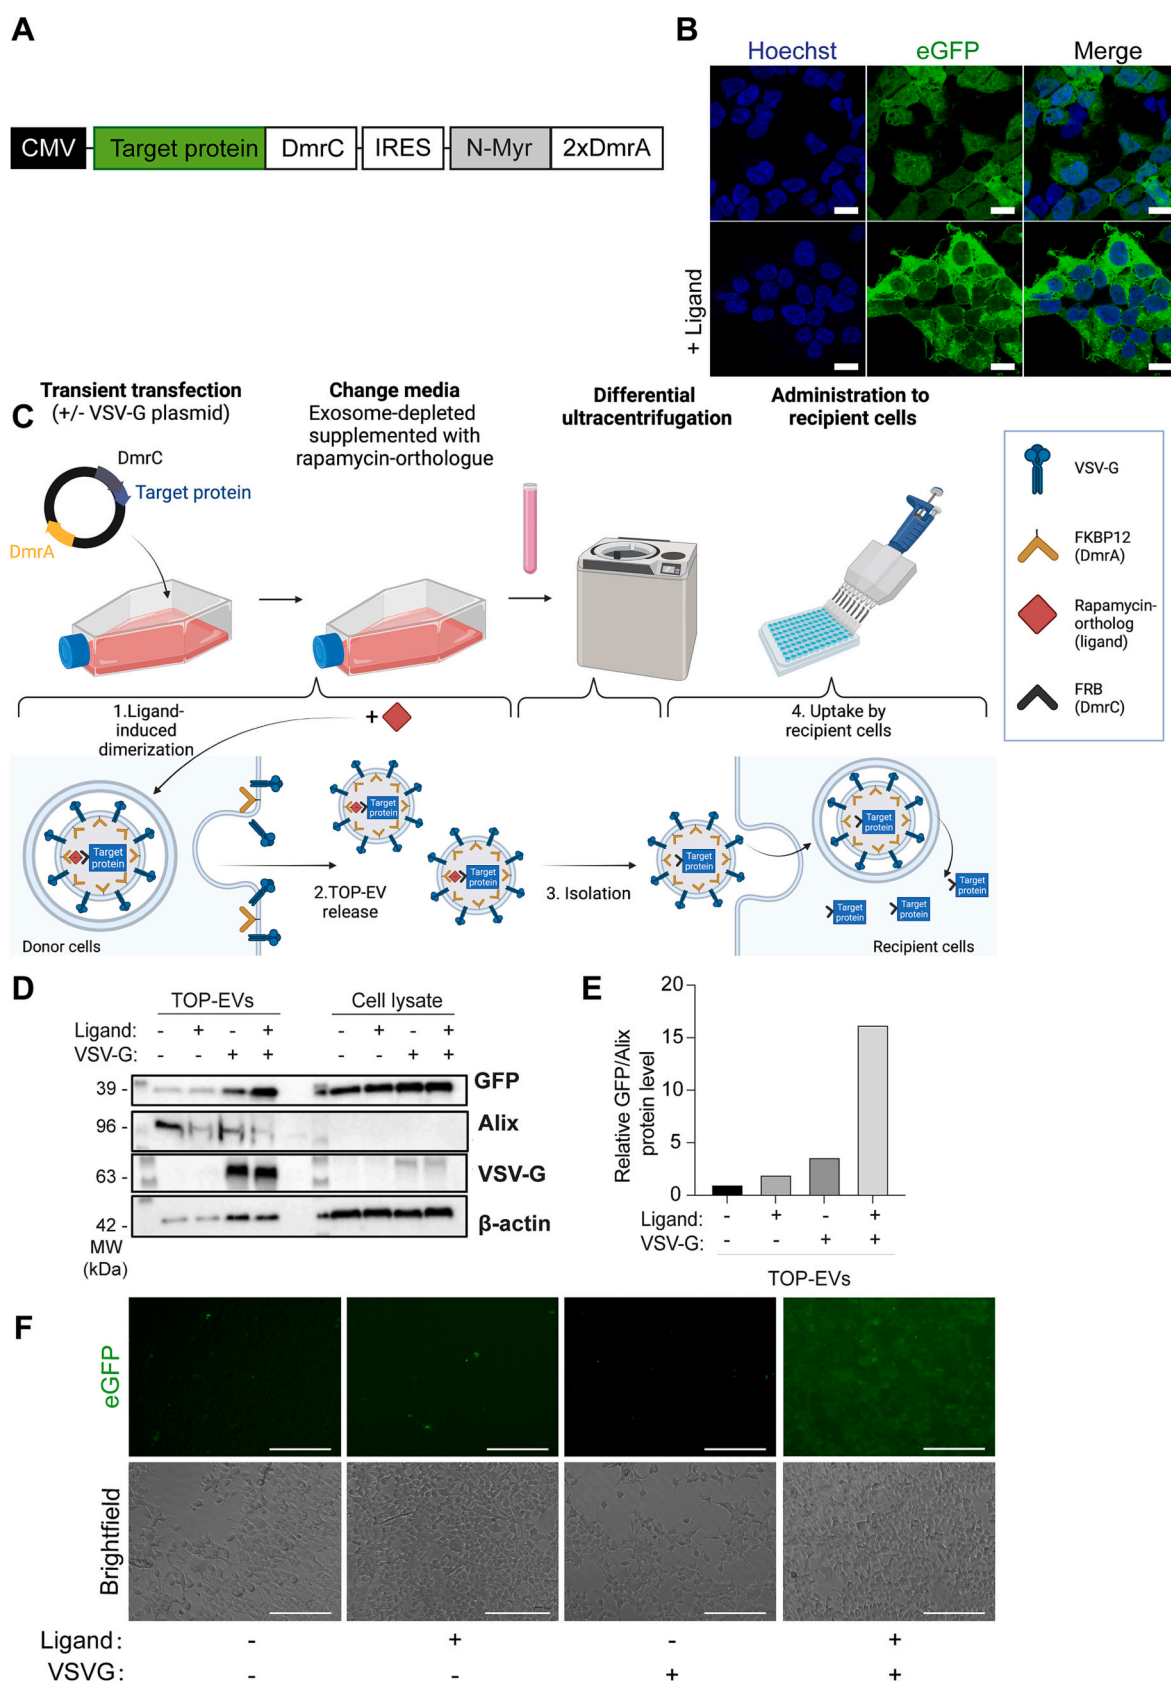 A
CMV
Target protein
DmrC
IRES
N-Myr
2xDmrA
B
Hoechst
eGFP
Merge
+ Ligand
C
Transient transfection
(+/- VSV-G plasmid)
Change media
Exosome-depleted
supplemented with
rapamycin-orthologue
Differential
ultracentrifugation
Administration to
recipient cells
DmrC
Target protein
DmrA
VSV-G
FKBP12
(DmrA)
Rapamycin-
ortholog
(ligand)
FRB
(DmrC)
1.Ligand-
induced
dimerization
+
4. Uptake by
recipient cells
Target
protein
Target
protein
Target
protein
Target
protein
Target
protein
Target
protein
Target
protein
Target
protein
2.TOP-EV
release
3. Isolation
Donor cells
Recipient cells
D
TOP-EVs
Cell lysate
Ligand: - + - + - + - +
VSV-G: - - + + - - + +
39 -
GFP
96 -
Alix
63 -
VSV-G
42 -
β-actin
MW
(kDa)
E
Relative GFP/Alix
protein level
20
15
10
5
0
Ligand: - + - +
VSV-G: - - + +
TOP-EVs
F
eGFP
Brightfield
Ligand: - + - +
VSVG: - - + +